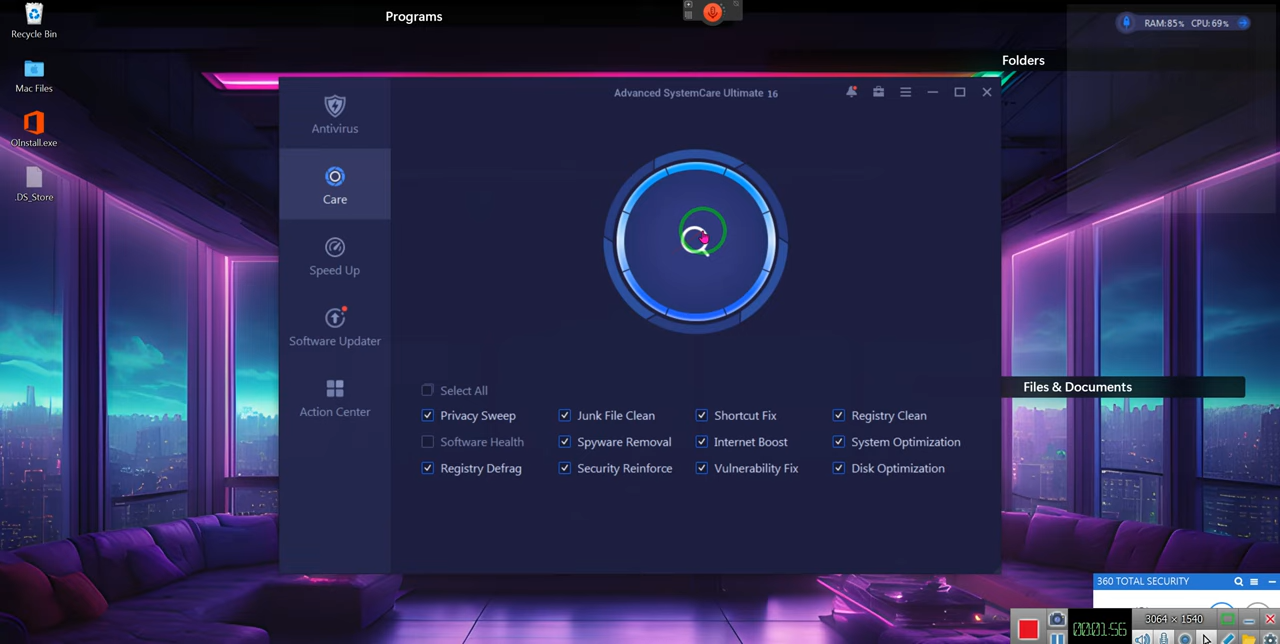 Programs
RAM:85% CPU:69%
Recycle Bin
Folders
Mac Files
Advanced SystemCare Ultimate 16
Antivirus
OInstall.exe
Care
.DS_Store
Speed Up
Software Updater
Files & Documents
Action Center
Select All
Privacy Sweep
Junk File Clean
Shortcut Fix
Registry Clean
Software Health
Spyware Removal
Internet Boost
System Optimization
Registry Defrag
Security Reinforce
Vulnerability Fix
Disk Optimization
360 TOTAL SECURITY
00:01:56
3064 × 1540